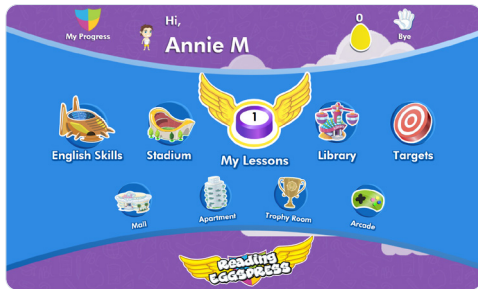 My Progress
Hi,
Annie M
0
Bye
1
English Skills
Stadium
My Lessons
Library
Targets
Mall
Apartment
Trophy Room
Arcade
Reading
EGGSPRESS